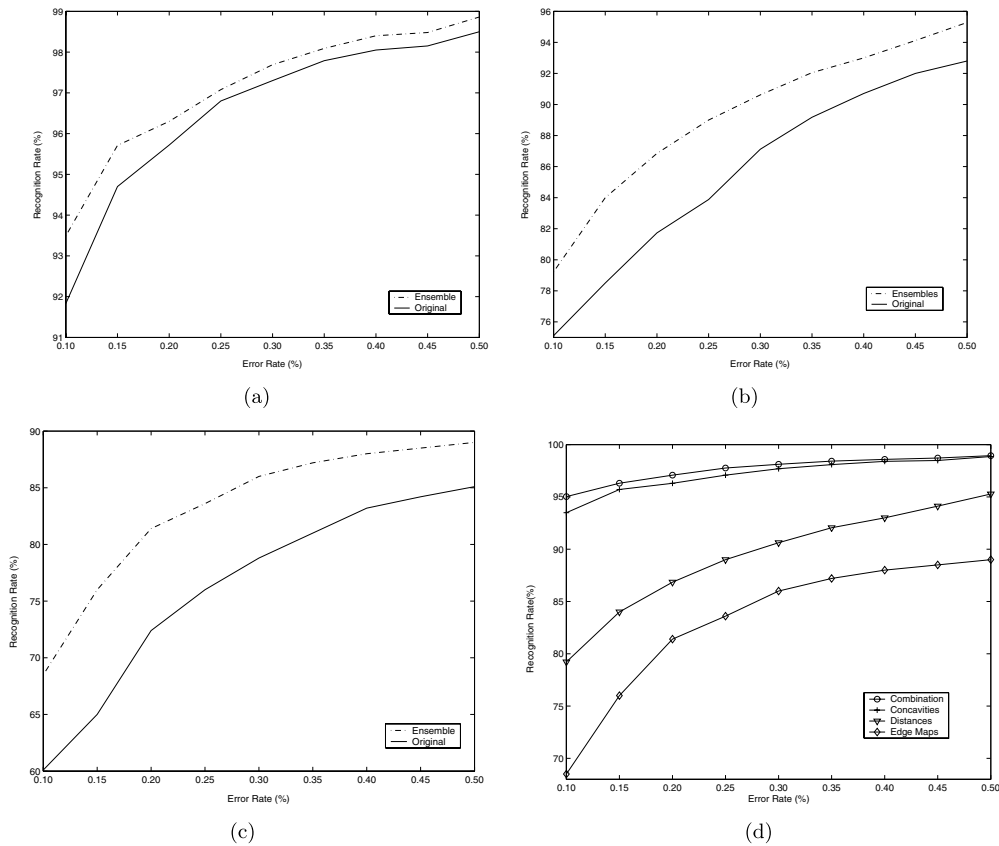 99
98
97
96
95
94
93
92
91
Recognition Rate (%)
0.10 0.15 0.20 0.25 0.30 0.35 0.40 0.45 0.50
Error Rate (%)
Ensemble
Original
(a)
96
94
92
90
88
86
84
82
80
78
76
Recognition Rate (%)
0.10 0.15 0.20 0.25 0.30 0.35 0.40 0.45 0.50
Error Rate (%)
Ensembles
Original
(b)
90
85
80
75
70
65
60
Recognition Rate (%)
0.10 0.15 0.20 0.25 0.30 0.35 0.40 0.45 0.50
Error Rate (%)
Ensemble
Original
(c)
100
95
90
85
80
75
70
Recognition Rate(%)
0.10 0.15 0.20 0.25 0.30 0.35 0.40 0.45 0.50
Error Rate (%)
Combination
Concavities
Distances
Edge Maps
(d)